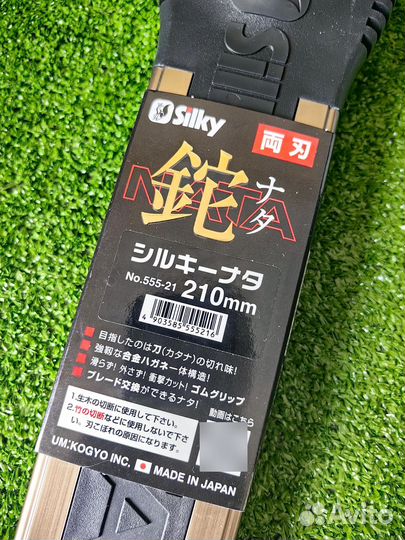 Silky
両刃
鉈
ナタ
NATA
シルキーナタ
No.555-21 210mm
4 903585 555216
■目指したのは刀(カタナ)の切れ味!
■強靭な合金ハガネ一体構造!
■滑らず!外さず!衝撃カット!ゴムグリップ
■ブレード交換ができるナタ!
動画はこちら
1.生木の切断に使用して下さい。
2.竹の切断などに使用しないで下さい。刃こぼれの原因になります。
UM:KOGYO INC. MADE IN JAPAN
Avito